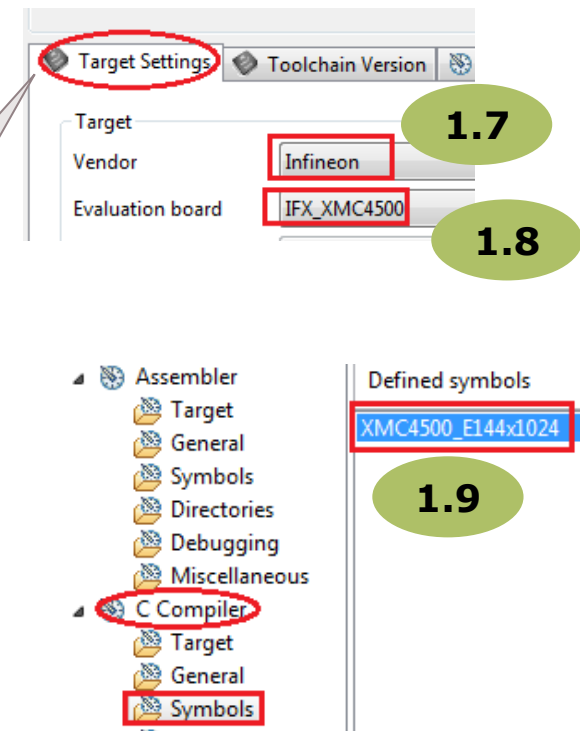 Target Settings Toolchain Version
Target
1.7
Vendor Infineon
Evaluation board IFX_XMC4500
1.8
Assembler Defined symbols
Target
XMC4500_E144x1024
General
Symbols
1.9
Directories
Debugging
Miscellaneous
C Compiler
Target
General
Symbols